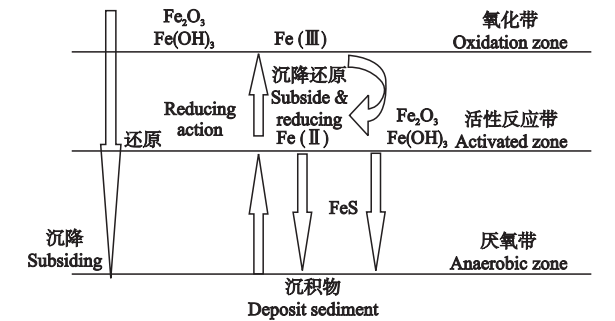 Fe₂O₃
Fe(OH)₃
Fe (Ⅲ)
氧化带
Oxidation zone
沉降还原
Subside &
reducing
Reducing
action
Fe (Ⅱ)
Fe₂O₃
Fe(OH)₃
活性反应带
Activated zone
还原
FeS
沉降
Subsiding
厌氧带
Anaerobic zone
沉积物
Deposit sediment